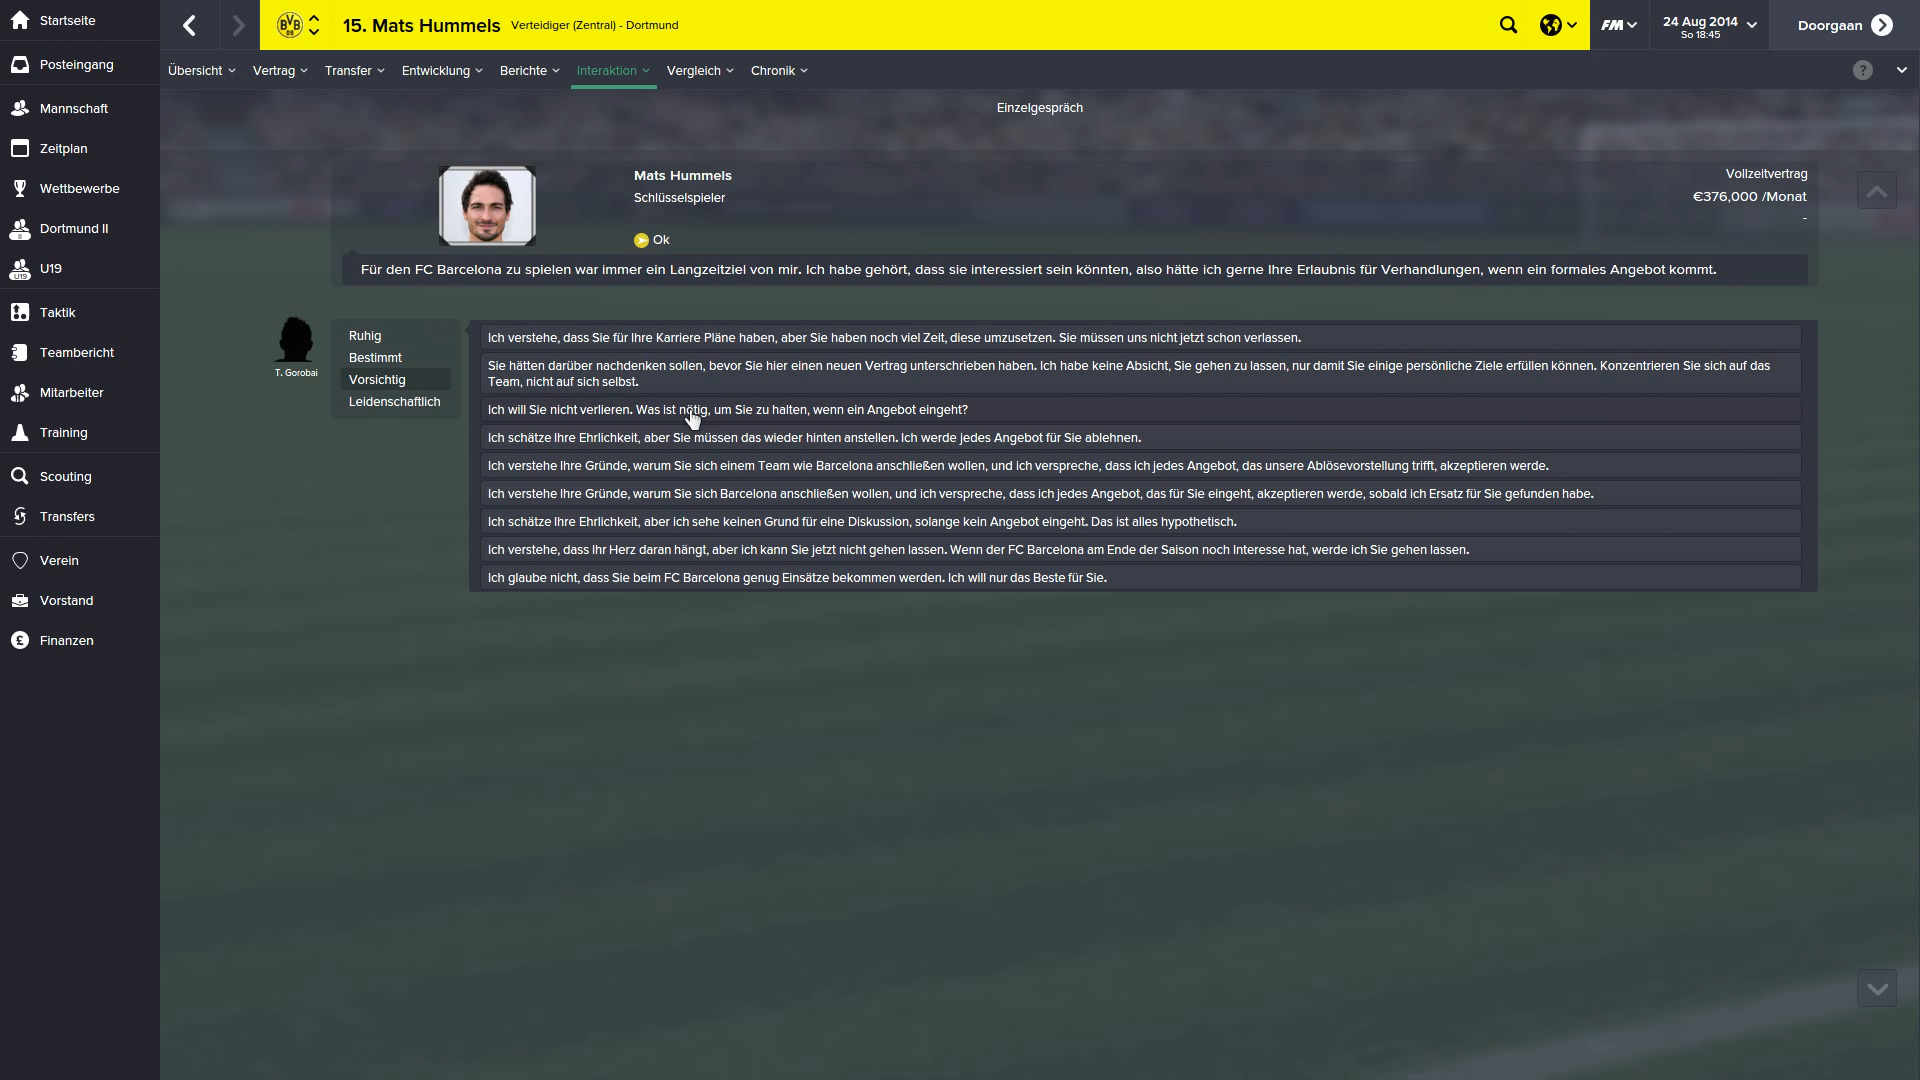 Startseite
Posteingang
Mannschaft
Zeitplan
Wettbewerbe
Dortmund II
U19
U19
Taktik
Teambericht
Mitarbeiter
Training
Scouting
Transfers
Verein
Vorstand
Finanzen
BVB 09
15. Mats Hummels Verteidiger (Zentral) - Dortmund
FM
24 Aug 2014
So 18:45
Doorgaan
Übersicht Vertrag Transfer Entwicklung Berichte Interaktion Vergleich Chronik
?
Einzelgespräch
Mats Hummels
Schlüsselspieler
Ok
Vollzeitvertrag
€376,000 /Monat
-
Für den FC Barcelona zu spielen war immer ein Langzeitziel von mir. Ich habe gehört, dass sie interessiert sein könnten, also hätte ich gerne Ihre Erlaubnis für Verhandlungen, wenn ein formales Angebot kommt.
T. Gorobai
Ruhig
Bestimmt
Vorsichtig
Leidenschaftlich
Ich verstehe, dass Sie für Ihre Karriere Pläne haben, aber Sie haben noch viel Zeit, diese umzusetzen. Sie müssen uns nicht jetzt schon verlassen.
Sie hätten darüber nachdenken sollen, bevor Sie hier einen neuen Vertrag unterschrieben haben. Ich habe keine Absicht, Sie gehen zu lassen, nur damit Sie einige persönliche Ziele erfüllen können. Konzentrieren Sie sich auf das
Team, nicht auf sich selbst.
Ich will Sie nicht verlieren. Was ist nötig, um Sie zu halten, wenn ein Angebot eingeht?
Ich schätze Ihre Ehrlichkeit, aber Sie müssen das wieder hinten anstellen. Ich werde jedes Angebot für Sie ablehnen.
Ich verstehe Ihre Gründe, warum Sie sich einem Team wie Barcelona anschließen wollen, und ich verspreche, dass ich jedes Angebot, das unsere Ablösevorstellung trifft, akzeptieren werde.
Ich verstehe Ihre Gründe, warum Sie sich Barcelona anschließen wollen, und ich verspreche, dass ich jedes Angebot, das für Sie eingeht, akzeptieren werde, sobald ich Ersatz für Sie gefunden habe.
Ich schätze Ihre Ehrlichkeit, aber ich sehe keinen Grund für eine Diskussion, solange kein Angebot eingeht. Das ist alles hypothetisch.
Ich verstehe, dass Ihr Herz daran hängt, aber ich kann Sie jetzt nicht gehen lassen. Wenn der FC Barcelona am Ende der Saison noch Interesse hat, werde ich Sie gehen lassen.
Ich glaube nicht, dass Sie beim FC Barcelona genug Einsätze bekommen werden. Ich will nur das Beste für Sie.